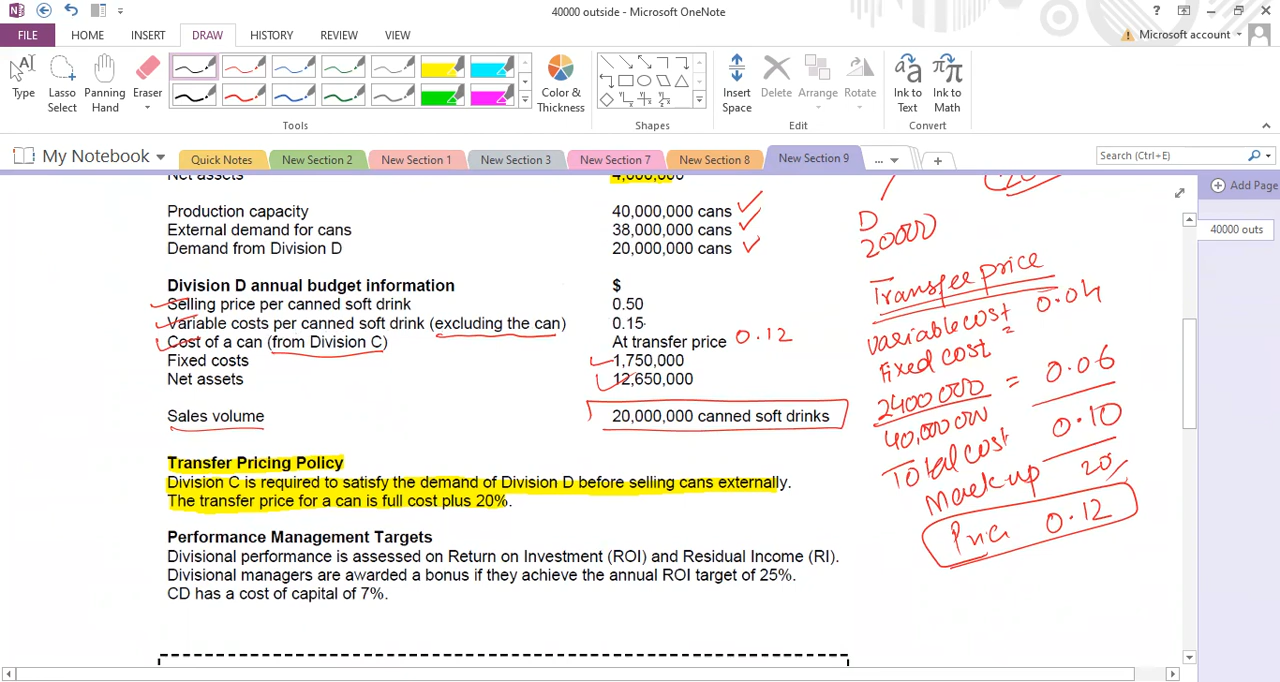 40000 outside - Microsoft OneNote
Microsoft account
FILE
HOME
INSERT
DRAW
HISTORY
REVIEW
VIEW
Type
Lasso Select
Panning Hand
Eraser
Color & Thickness
Insert Space
Delete
Arrange
Rotate
Ink to Text
Ink to Math
Tools
Shapes
Edit
Convert
My Notebook
Quick Notes
New Section 2
New Section 1
New Section 3
New Section 7
New Section 8
New Section 9
...
Search (Ctrl+E)
Add Page
40000 outs
Net assets 4,000,000
Production capacity 40,000,000 cans
External demand for cans 38,000,000 cans
Demand from Division D 20,000,000 cans
Division D annual budget information $
Selling price per canned soft drink 0.50
Variable costs per canned soft drink (excluding the can) 0.15
Cost of a can (from Division C) At transfer price 0.12
Fixed costs 1,750,000
Net assets 12,650,000
Sales volume 20,000,000 canned soft drinks
Transfer Pricing Policy
Division C is required to satisfy the demand of Division D before selling cans externally.
The transfer price for a can is full cost plus 20%.
Performance Management Targets
Divisional performance is assessed on Return on Investment (ROI) and Residual Income (RI).
Divisional managers are awarded a bonus if they achieve the annual ROI target of 25%.
CD has a cost of capital of 7%.
D
20000
Transfer price
variable cost 0.04
Fixed cost =
2400000 = 0.06
40,000000
Total cost 0.10
Markup 20/
Price 0.12